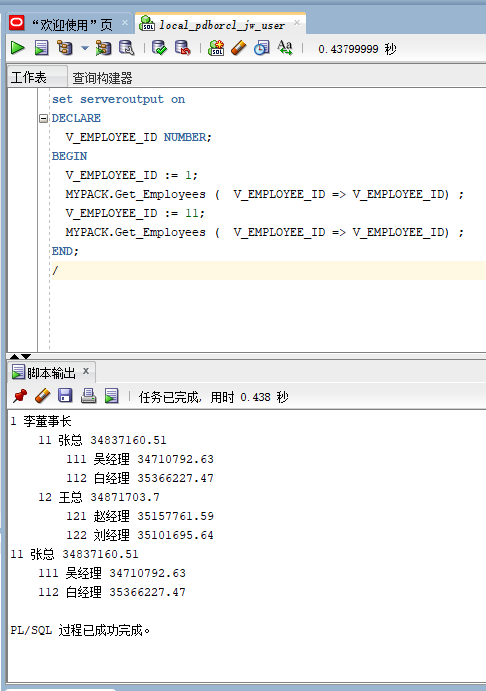 “欢迎使用”页 local_pdborcl_jw_user
SQL Aa 0.43799999 秒
工作表 查询构建器
set serveroutput on
DECLARE
  V_EMPLOYEE_ID NUMBER;
BEGIN
  V_EMPLOYEE_ID := 1;
  MYPACK.Get_Employees (  V_EMPLOYEE_ID => V_EMPLOYEE_ID) ;
  V_EMPLOYEE_ID := 11;
  MYPACK.Get_Employees (  V_EMPLOYEE_ID => V_EMPLOYEE_ID) ;
END;
/
脚本输出 x
任务已完成, 用时 0.438 秒
1 李董事长
    11 张总 34837160.51
        111 吴经理 34710792.63
        112 白经理 35366227.47
    12 王总 34871703.7
        121 赵经理 35157761.59
        122 刘经理 35101695.64
11 张总 34837160.51
    111 吴经理 34710792.63
    112 白经理 35366227.47
PL/SQL 过程已成功完成。